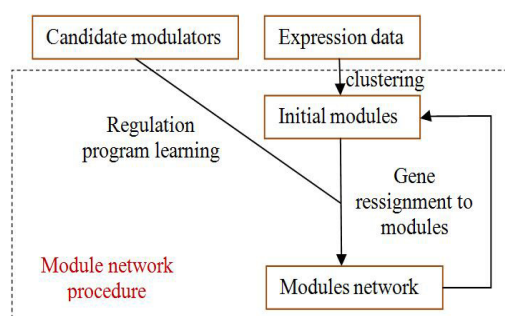 Candidate modulators
Expression data
clustering
Initial modules
Regulation
program learning
Gene
ressignment to
modules
Module network
procedure
Modules network